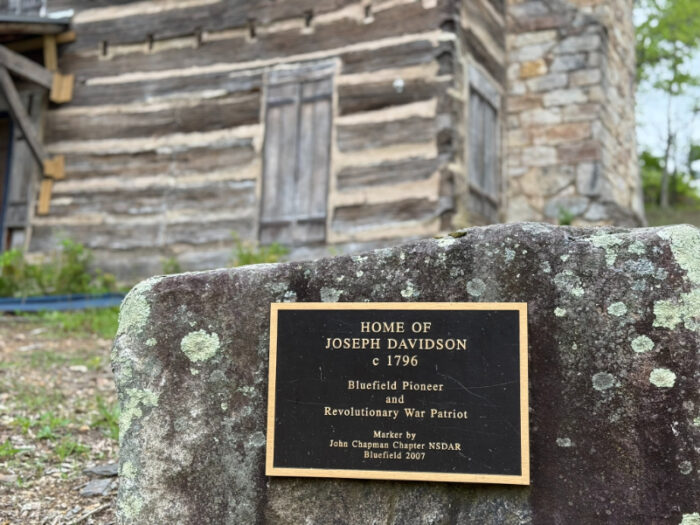 HOME OF
JOSEPH DAVIDSON
c 1796
Bluefield Pioneer
and
Revolutionary War Patriot
Marker by
John Chapman Chapter NSDAR
Bluefield 2007